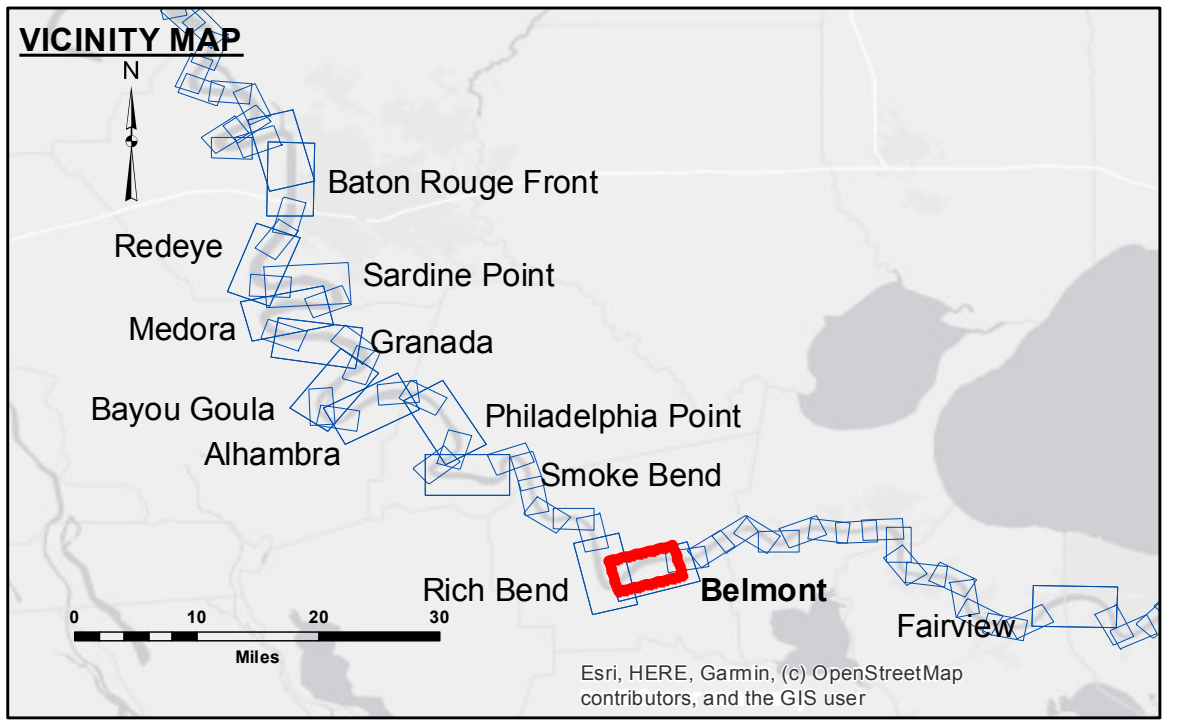 VICINITY MAP
N
Baton Rouge Front
Redeye
Sardine Point
Medora
Granada
Bayou Goula
Philadelphia Point
Alhambra
Smoke Bend
Rich Bend
Belmont
Fairview
0 10 20 30
Miles
Esri, HERE, Garmin, (c) OpenStreetMap
contributors, and the GIS user